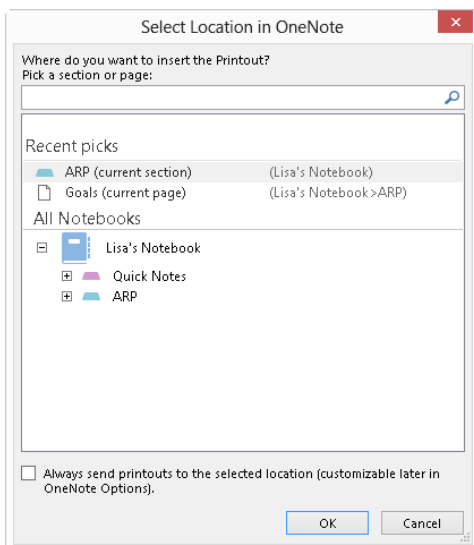 Select Location in OneNote
Where do you want to insert the Printout?
Pick a section or page:
Recent picks
ARP (current section) (Lisa's Notebook)
Goals (current page) (Lisa's Notebook>ARP)
All Notebooks
Lisa's Notebook
Quick Notes
ARP
Always send printouts to the selected location (customizable later in
OneNote Options).
OK Cancel